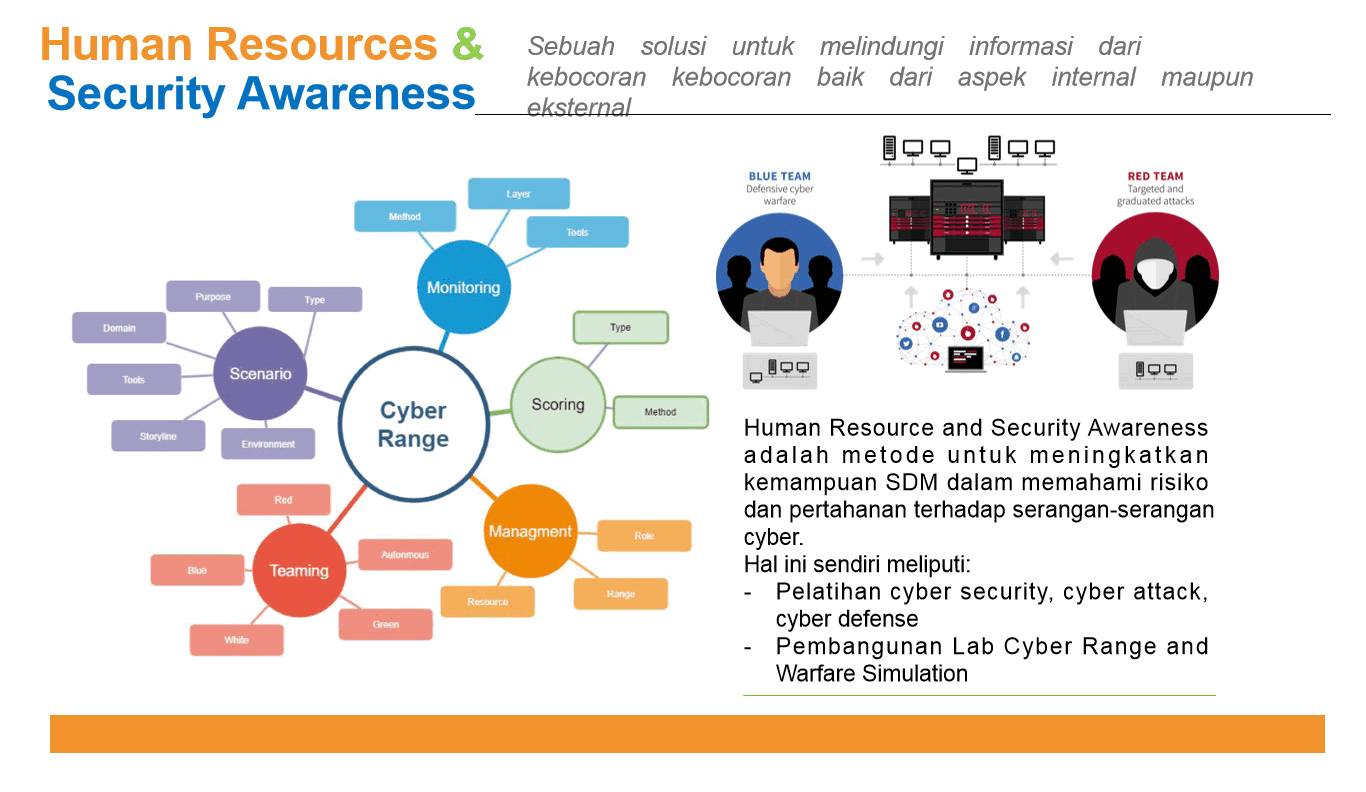 Human Resources &
Security Awareness
Sebuah solusi untuk melindungi informasi dari
kebocoran kebocoran baik dari aspek internal maupun
eksternal
Layer
Method
Tools
Monitoring
Purpose
Type
Domain
Tools
Scenario
Storyline
Environment
Type
Scoring
Method
Cyber
Range
Red
Autonmous
Blue
Teaming
Green
White
Managment
Role
Range
Resource
BLUE TEAM
Defensive cyber
warfare
RED TEAM
Targeted and
graduated attacks
Human Resource and Security Awareness
adalah metode untuk meningkatkan
kemampuan SDM dalam memahami risiko
dan pertahanan terhadap serangan-serangan
cyber.
Hal ini sendiri meliputi:
- Pelatihan cyber security, cyber attack,
cyber defense
- Pembangunan Lab Cyber Range and
Warfare Simulation